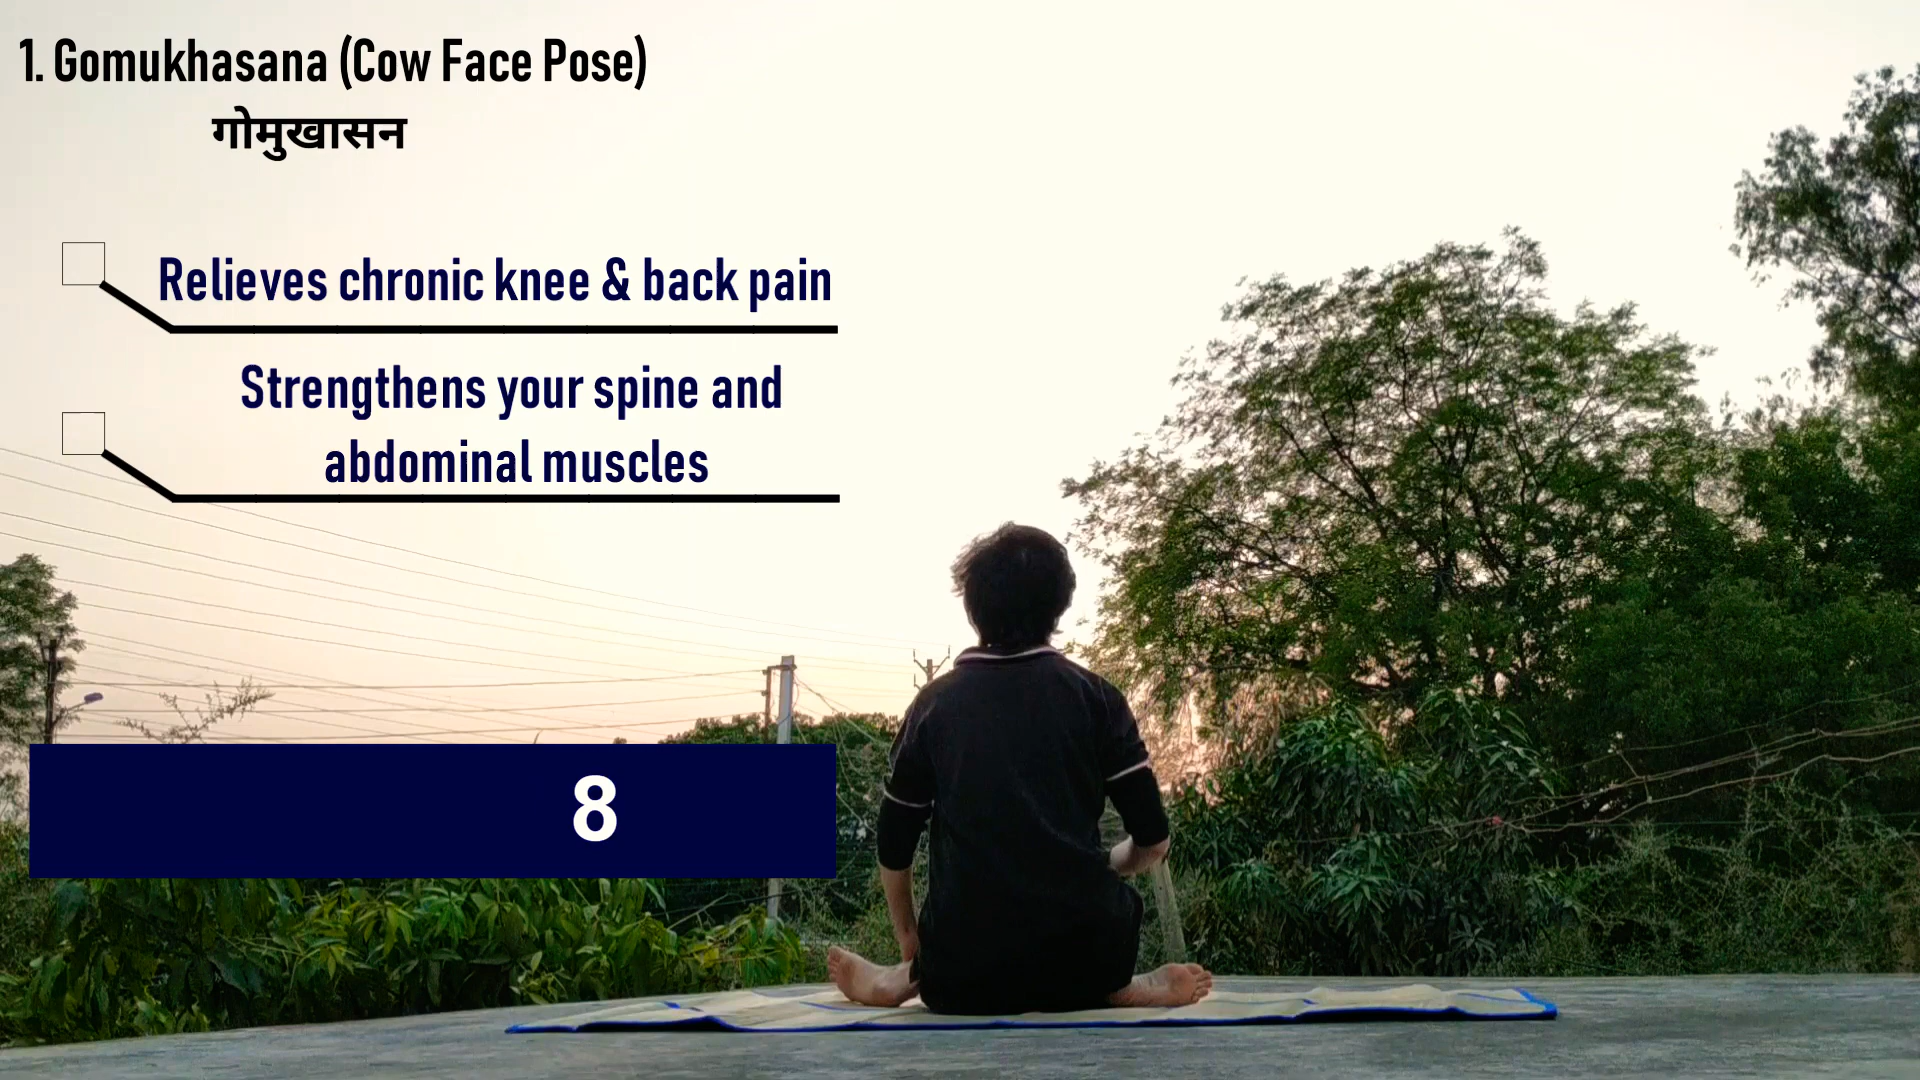 1. Gomukhasana (Cow Face Pose)
गोमुखासन
Relieves chronic knee & back pain
Strengthens your spine and
abdominal muscles
8